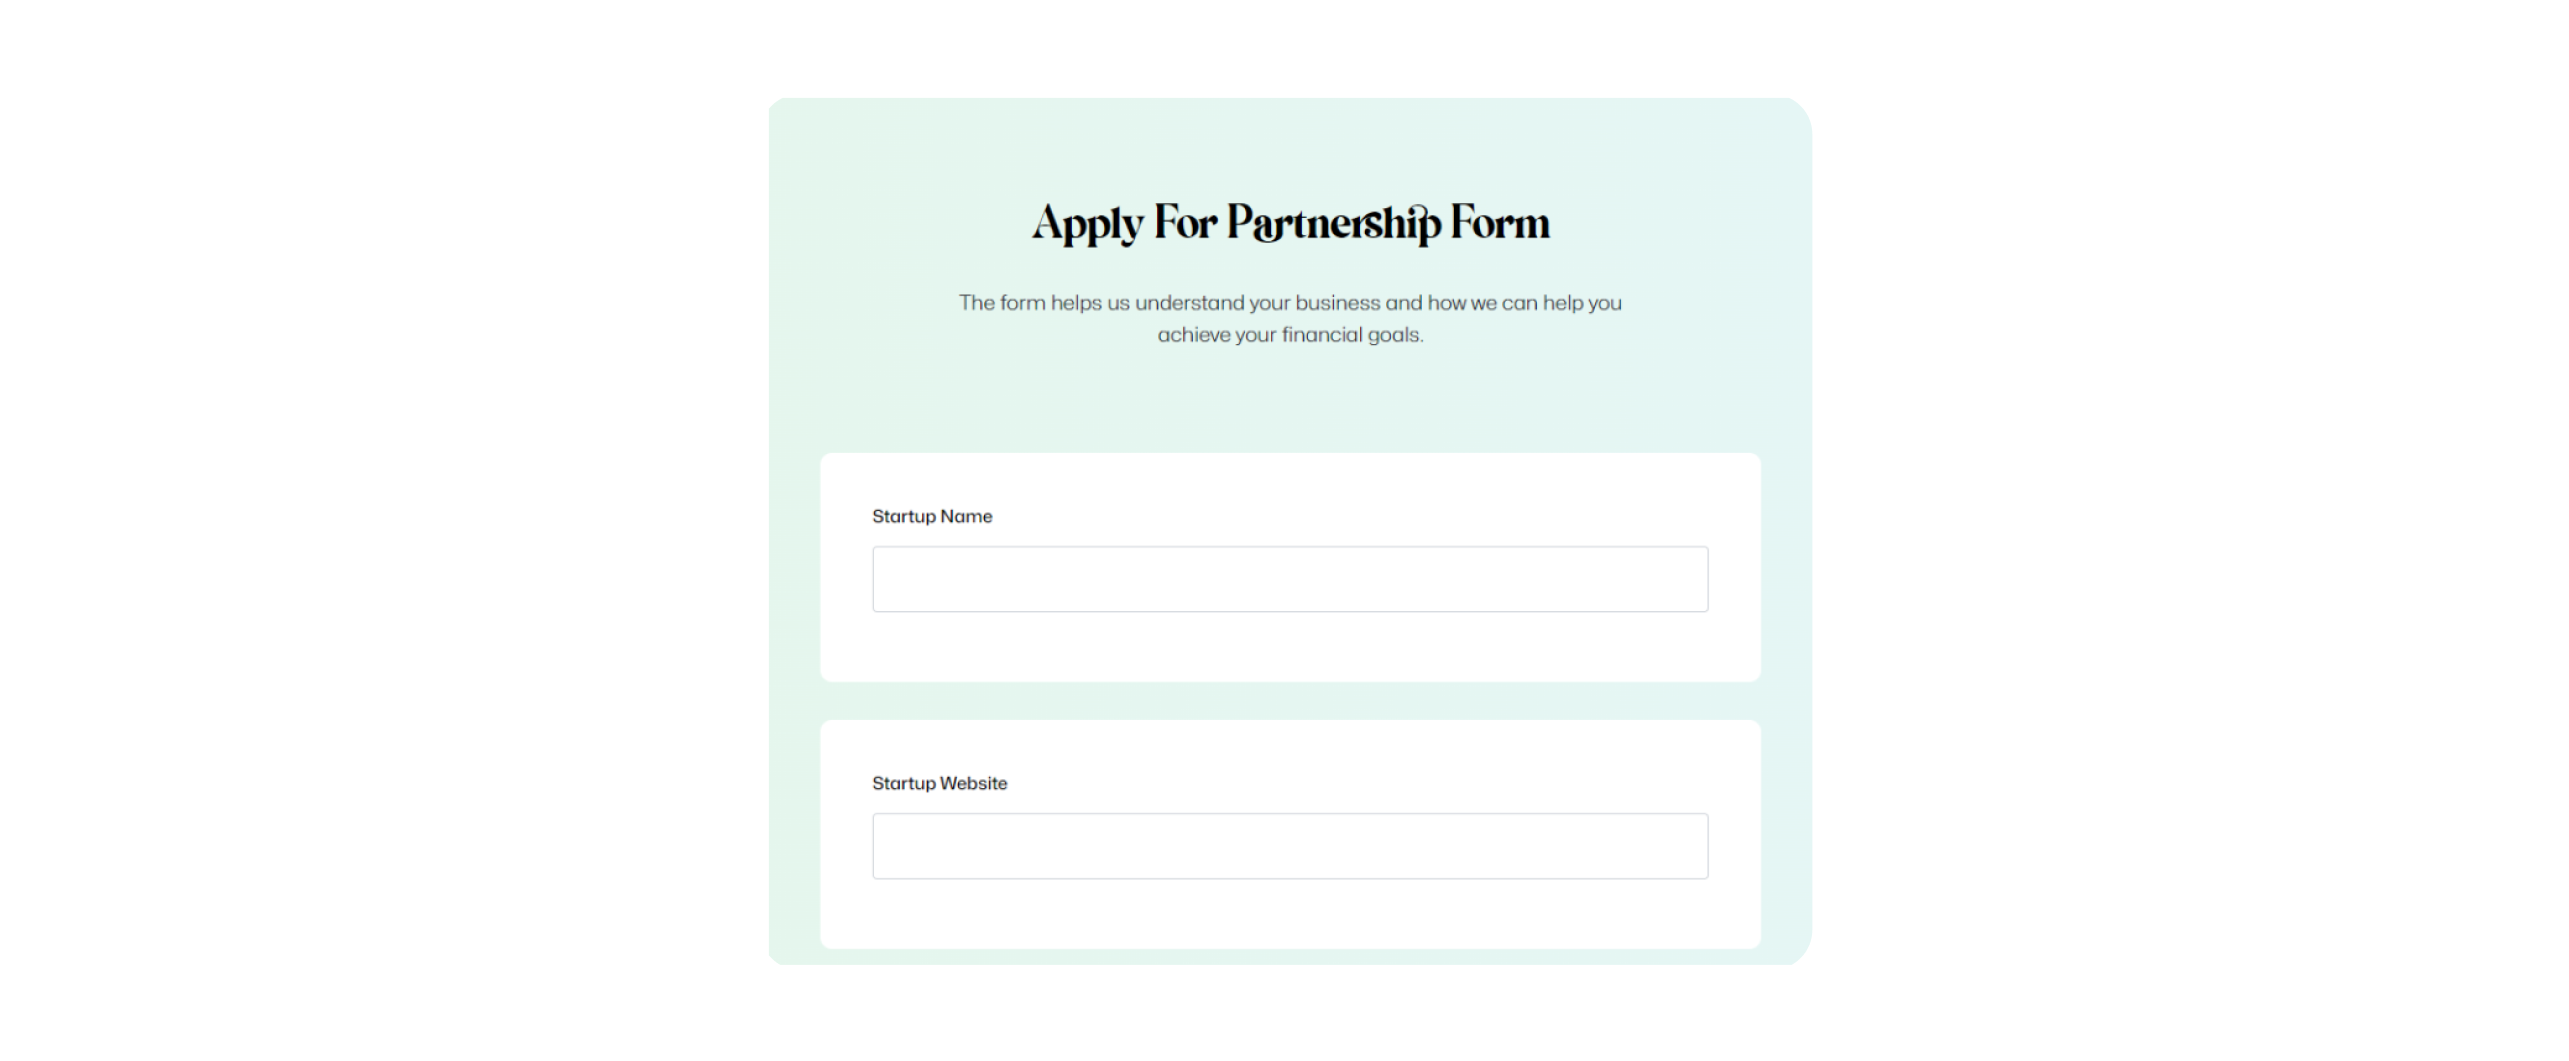 Apply For Partnership Form
The form helps us understand your business and how we can help you
achieve your financial goals.
Startup Name
Startup Website